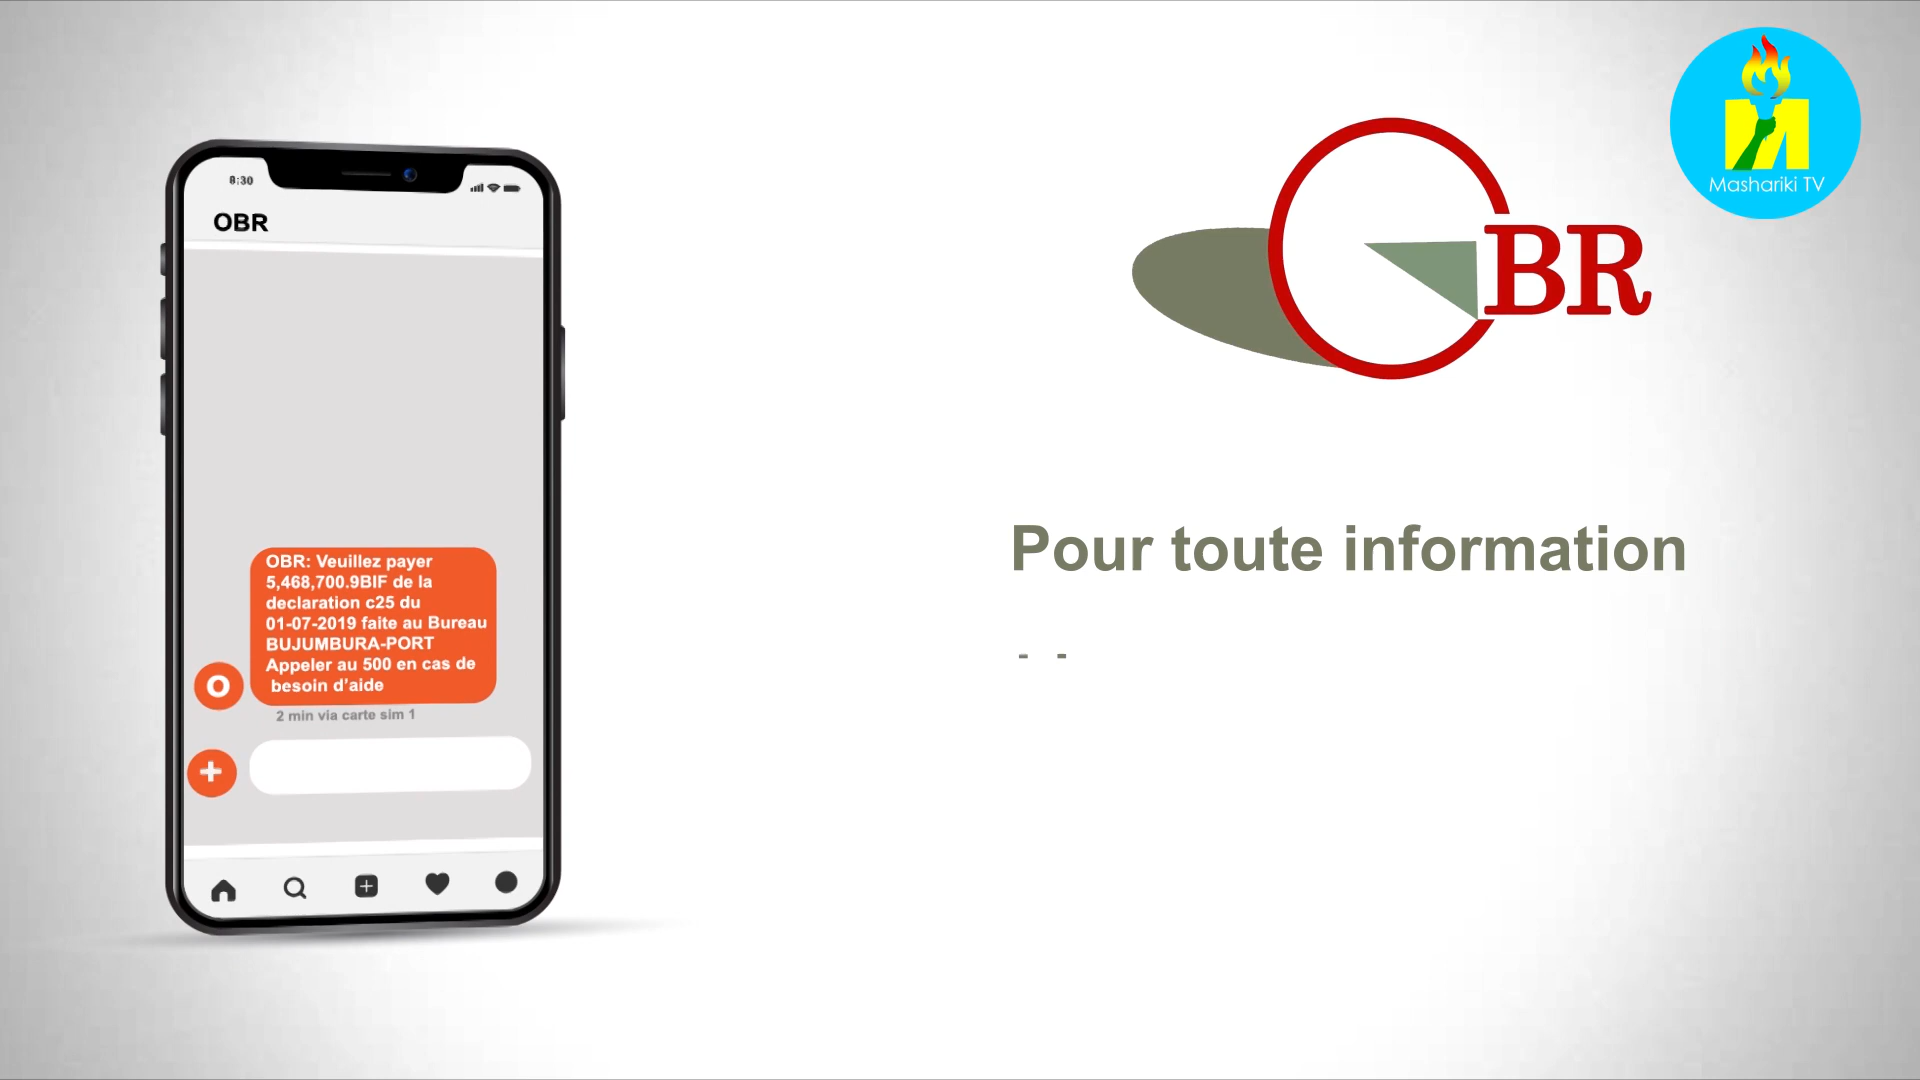 8:30
OBR
OBR: Veuillez payer
5,468,700.9BIF de la
declaration c25 du
01-07-2019 faite au Bureau
BUJUMBURA-PORT
Appeler au 500 en cas de
besoin d’aide
O
2 min via carte sim 1
OBR
Pour toute information
Mashariki TV